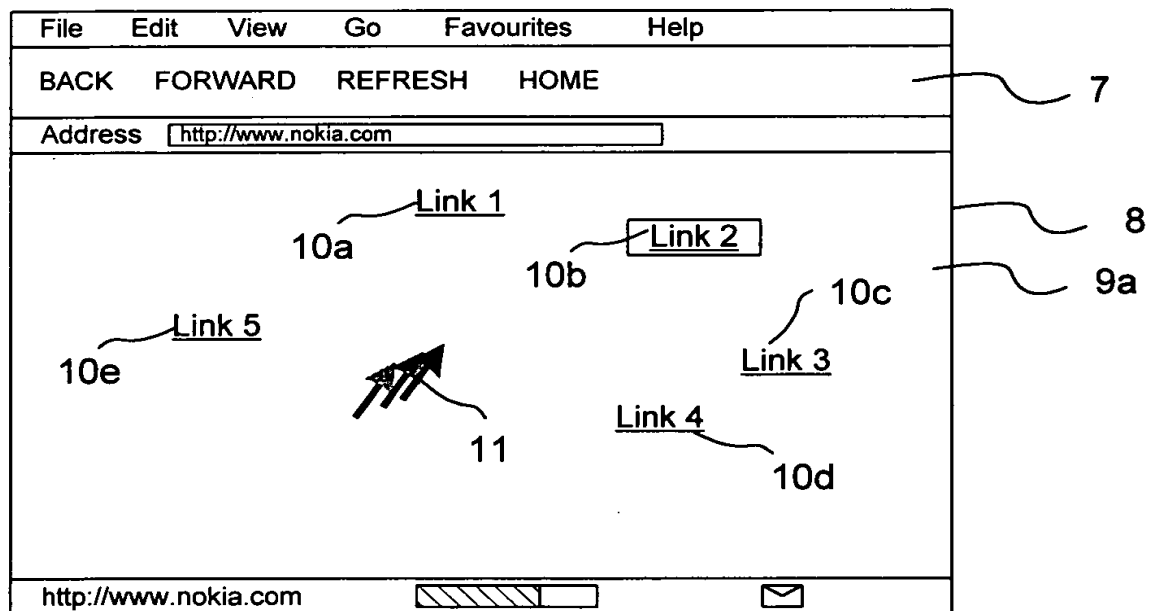 File Edit View Go Favourites Help
BACK FORWARD REFRESH HOME
7
Address http://www.nokia.com
Link 1
8
10a
Link 2
10b
9a
10c
Link 5
10e
Link 3
11
Link 4
10d
http://www.nokia.com